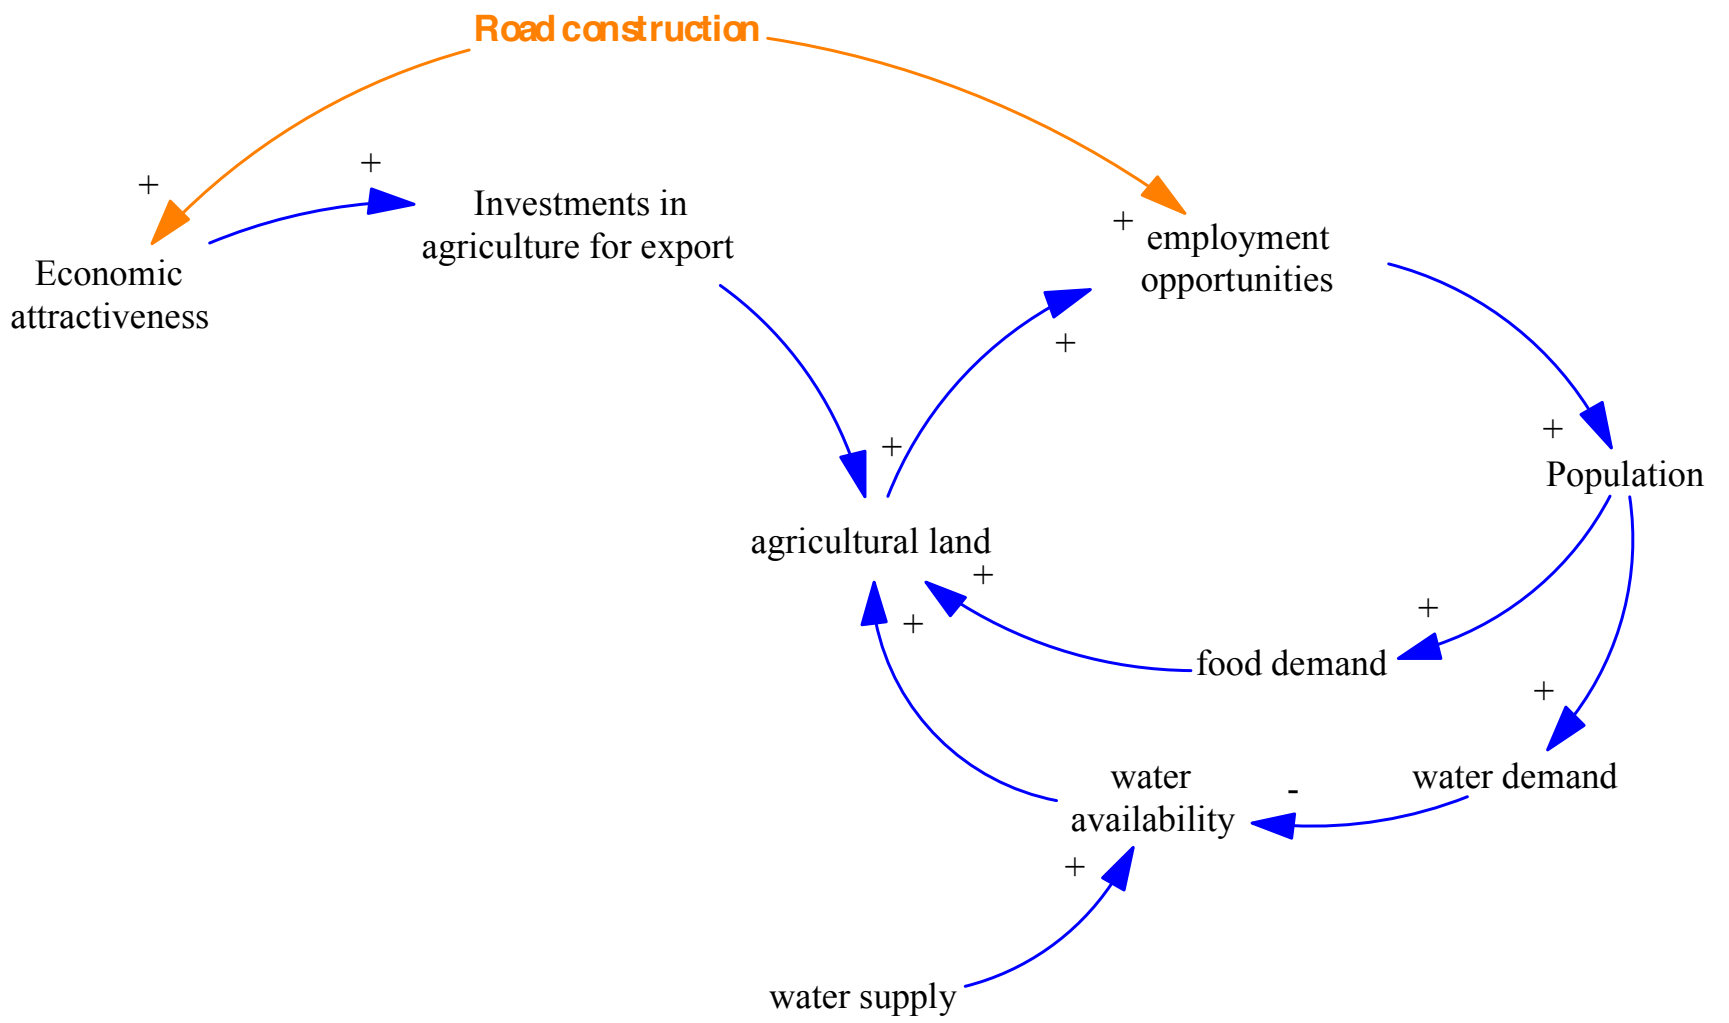 Road construction
+
+
Investments in
agriculture for export
Economic
attractiveness
+
employment
opportunities
+
+
+
Population
agricultural land
+
+
+
food demand
+
water
availability
-
water demand
+
water supply